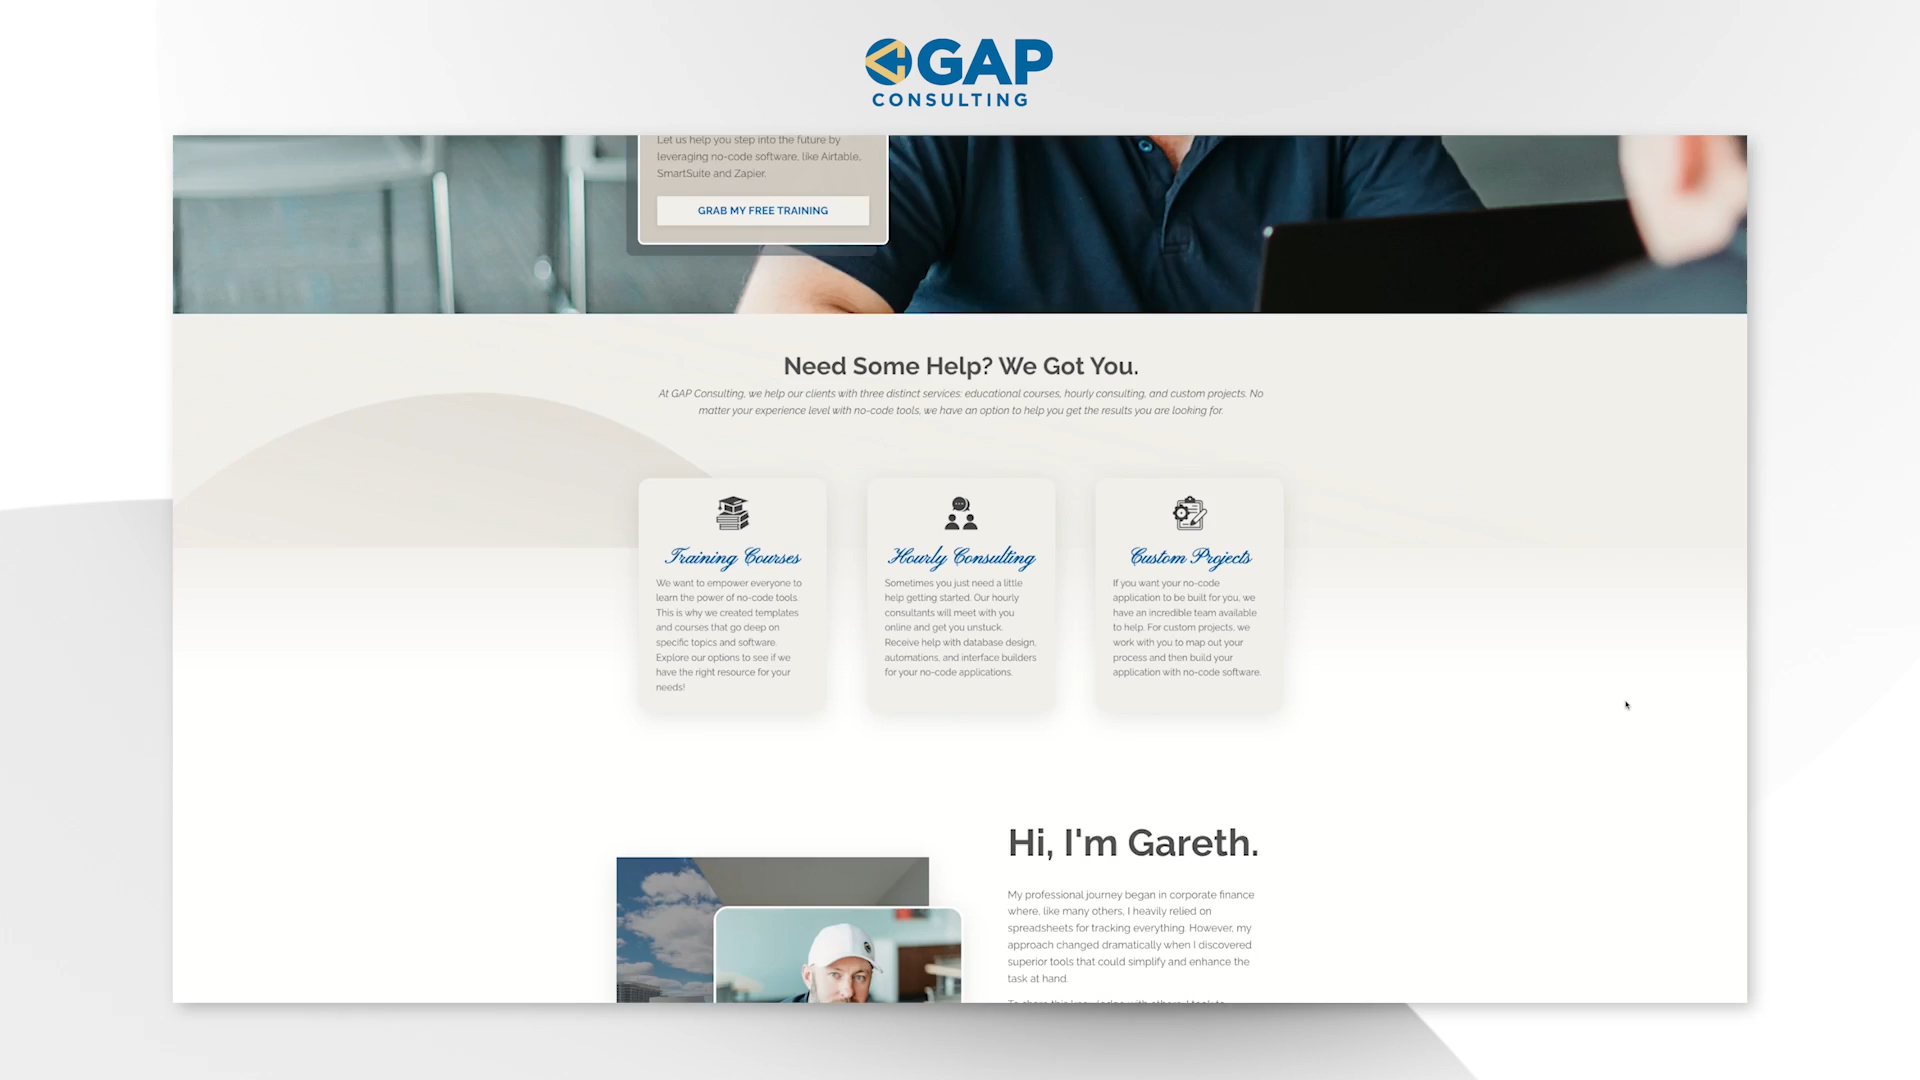 GAP
CONSULTING
Let us help you step into the future by
leveraging no-code software, like Airtable,
SmartSuite and Zapier.
GRAB MY FREE TRAINING
Need Some Help? We Got You.
At GAP Consulting, we help our clients with three distinct services: educational courses, hourly consulting, and custom projects. No
matter your experience level with no-code tools, we have an option to help you get the results you are looking for.
Training Courses
We want to empower everyone to
learn the power of no-code tools.
This is why we created templates
and courses that go deep on
specific topics and software.
Explore our options to see if we
have the right resource for your
needs!
Hourly Consulting
Sometimes you just need a little
help getting started. Our hourly
consultants will meet with you
online and get you unstuck.
Receive help with database design,
automations, and interface builders
for your no-code applications.
Custom Projects
If you want your no-code
application to be built for you, we
have an incredible team available
to help. For custom projects, we
work with you to map out your
process and then build your
application with no-code software.
Hi, I'm Gareth.
My professional journey began in corporate finance
where, like many others, I heavily relied on
spreadsheets for tracking everything. However, my
approach changed dramatically when I discovered
superior tools that could simplify and enhance the
task at hand.